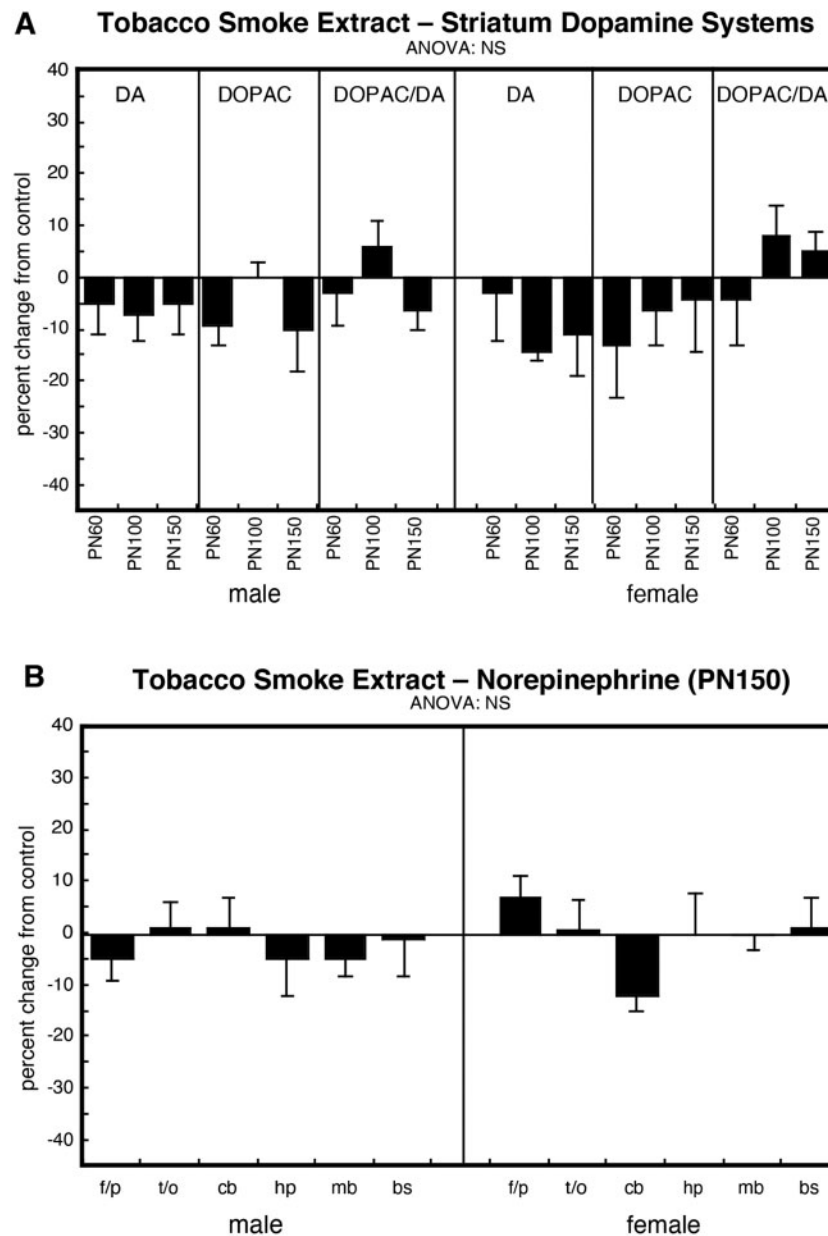 A Tobacco Smoke Extract – Striatum Dopamine Systems
ANOVA: NS
percent change from control
40
30
20
10
0
-10
-20
-30
-40
DA DOPAC DOPAC/DA DA DOPAC DOPAC/DA
PN60 PN100 PN150 PN60 PN100 PN150 PN60 PN100 PN150 PN60 PN100 PN150 PN60 PN100 PN150 PN60 PN100 PN150
male female
B Tobacco Smoke Extract – Norepinephrine (PN150)
ANOVA: NS
percent change from control
40
30
20
10
0
-10
-20
-30
-40
f/p t/o cb hp mb bs f/p t/o cb hp mb bs
male female